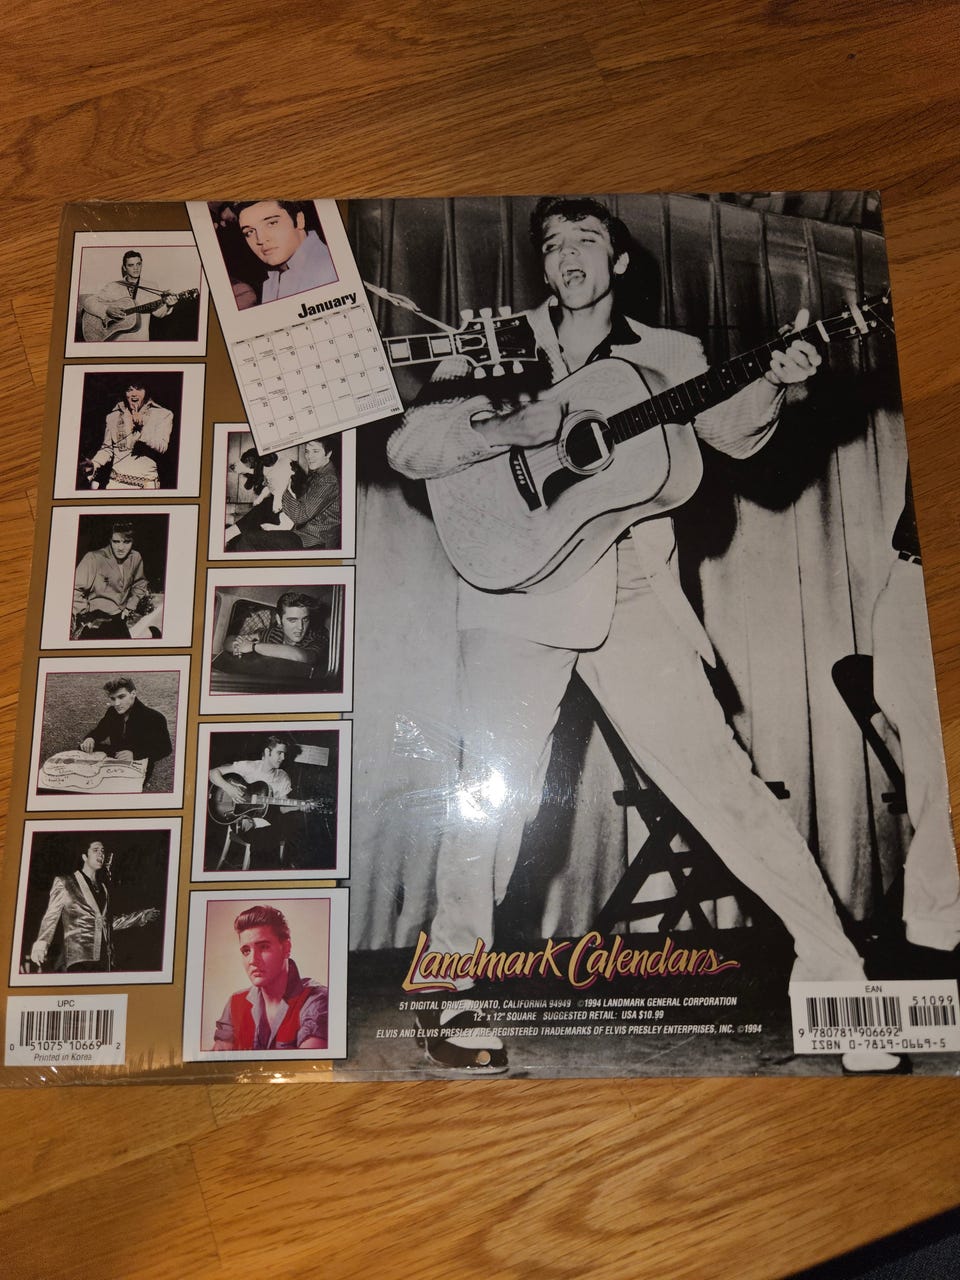 January
1995
Landmark Calendars
51 DIGITAL DRIVE, NOVATO, CALIFORNIA 94949 ©1994 LANDMARK GENERAL CORPORATION
12" x 12" SQUARE SUGGESTED RETAIL: USA $10.99
ELVIS AND ELVIS PRESLEY ARE REGISTERED TRADEMARKS OF ELVIS PRESLEY ENTERPRISES, INC. ©1994
UPC
0 51075 10669 2
Printed in Korea
EAN
51099
9 780781 906692
ISBN 0-7819-0669-5